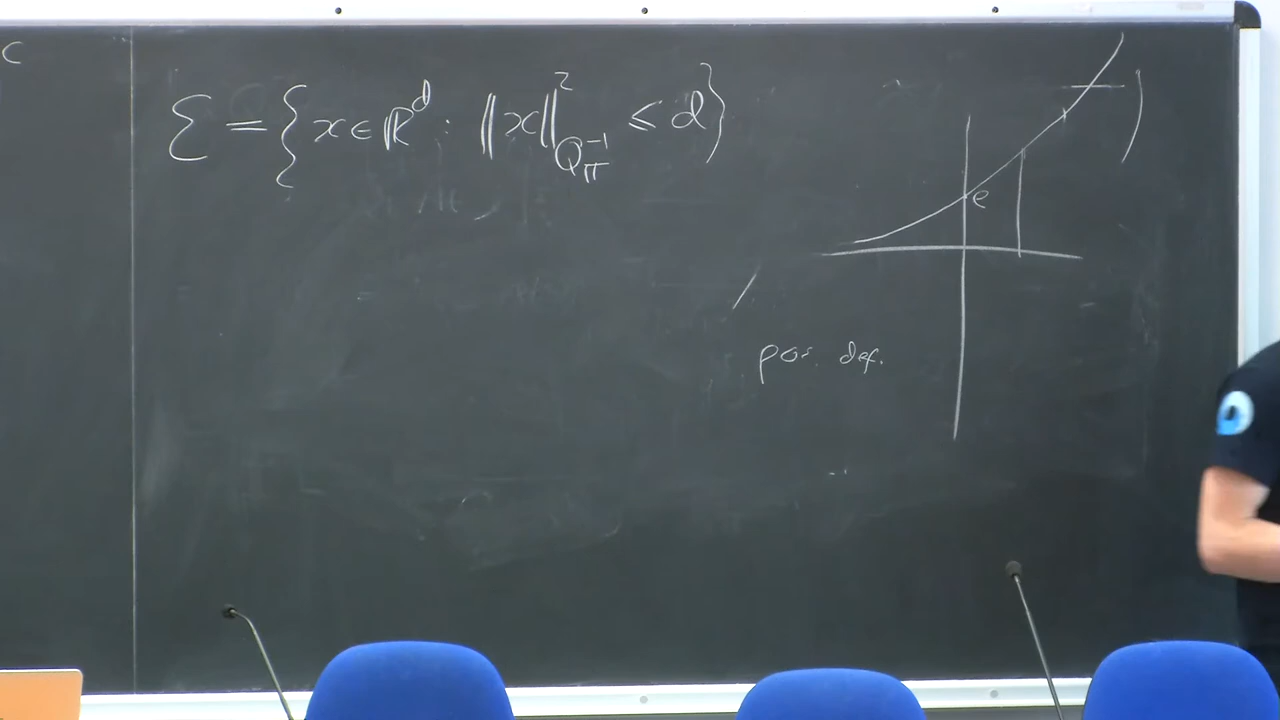 c
Ɛ = { x ∈ ℝ^d : ‖x‖²_{Q_π^{-1}} ≤ d }
e
pos. def.